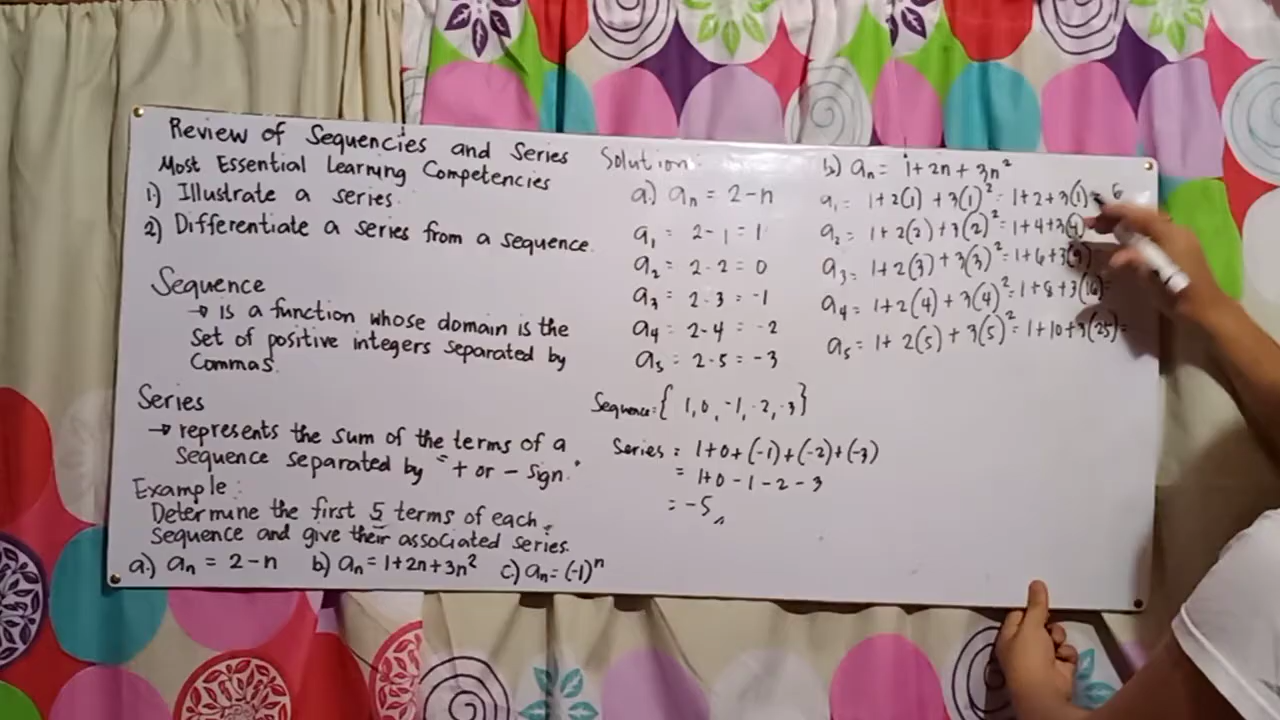 Review of Sequencies and Series
Most Essential Learning Competencies
1) Illustrate a series.
2) Differentiate a series from a sequence.
Sequence
→ is a function whose domain is the
set of positive integers separated by
Commas.
Series
→ represents the sum of the terms of a
Sequence separated by "+ or - sign".
Example:
Determine the first 5 terms of each
sequence and give their associated series.
a.) aₙ = 2-n b) aₙ = 1+2n+3n² c) aₙ = (-1)ⁿ
Solution:
a.) aₙ = 2-n
a₁ = 2-1 = 1
a₂ = 2-2 = 0
a₃ = 2-3 = -1
a₄ = 2-4 = -2
a₅ = 2-5 = -3
Sequence: { 1, 0, -1, -2, -3 }
Series = 1+0+(-1)+(-2)+(-3)
= 1+0-1-2-3
= -5
b) aₙ = 1+2n+3n²
a₁ = 1+2(1)+3(1)² = 1+2+3(1) = 6
a₂ = 1+2(2)+3(2)² = 1+4+3(4)
a₃ = 1+2(3)+3(3)² = 1+6+3(9)
a₄ = 1+2(4)+3(4)² = 1+8+3(16) =
a₅ = 1+2(5)+3(5)² = 1+10+3(25) =